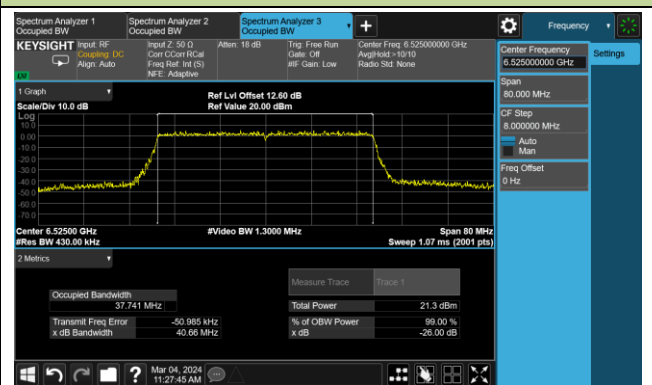 Spectrum Analyzer 1
Occupied BW
Spectrum Analyzer 2
Occupied BW
Spectrum Analyzer 3
Occupied BW
Frequency
KEYSIGHT
Input: RF
Coupling: DC
Align: Auto
Input Z: 50 Ω
Corr CCorr RCal
Freq Ref: Int (S)
NFE: Adaptive
Atten: 18 dB
Trig: Free Run
Gate: Off
#IF Gain: Low
Center Freq: 6.525000000 GHz
Avg|Hold:>10/10
Radio Std: None
Center Frequency
6.525000000 GHz
Settings
Span
80.000 MHz
CF Step
8.000000 MHz
Auto
Man
Freq Offset
0 Hz
1 Graph
Scale/Div 10.0 dB
Ref Lvl Offset 12.60 dB
Ref Value 20.00 dBm
Log
10.0
0.00
-10.0
-20.0
-30.0
-40.0
-50.0
-60.0
-70.0
Center 6.52500 GHz
#Res BW 430.00 kHz
#Video BW 1.3000 MHz
Span 80 MHz
Sweep 1.07 ms (2001 pts)
2 Metrics
Measure Trace
Trace 1
Occupied Bandwidth
37.741 MHz
Total Power
21.3 dBm
Transmit Freq Error
-50.985 kHz
% of OBW Power
99.00 %
x dB Bandwidth
40.66 MHz
x dB
-26.00 dB
Mar 04, 2024
11:27:45 AM